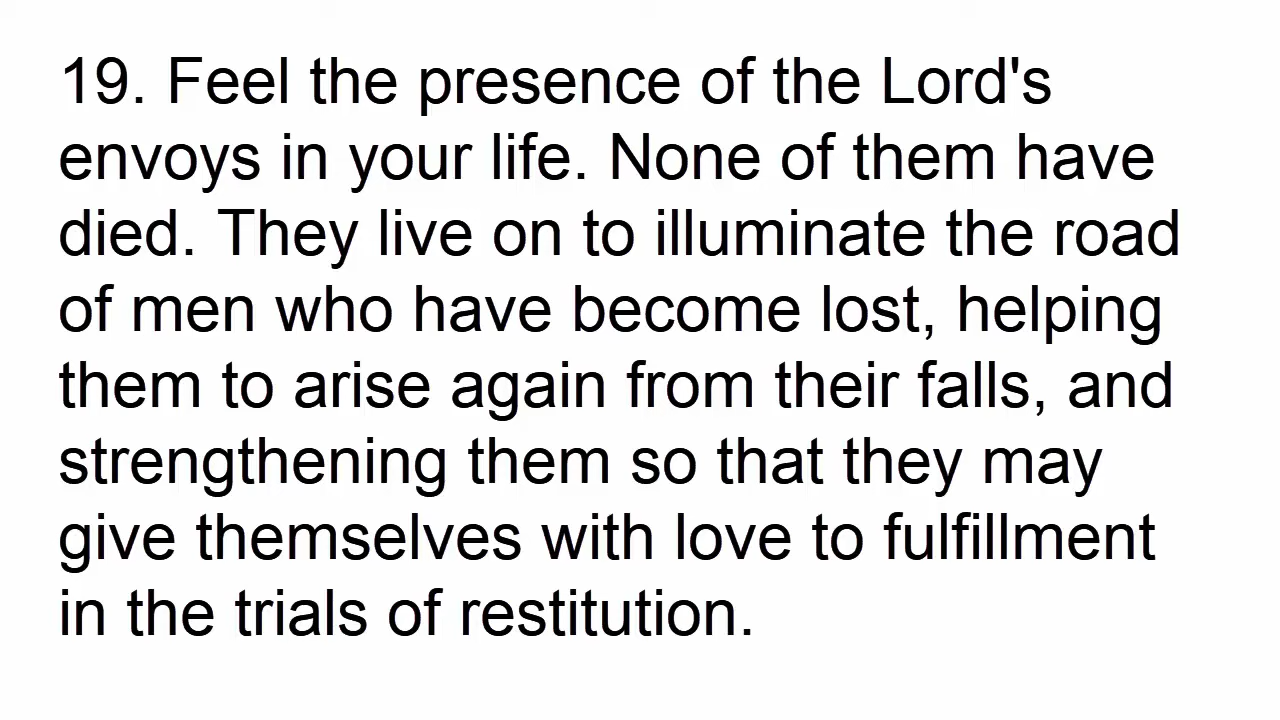 19. Feel the presence of the Lord's
envoys in your life. None of them have
died. They live on to illuminate the road
of men who have become lost, helping
them to arise again from their falls, and
strengthening them so that they may
give themselves with love to fulfillment
in the trials of restitution.